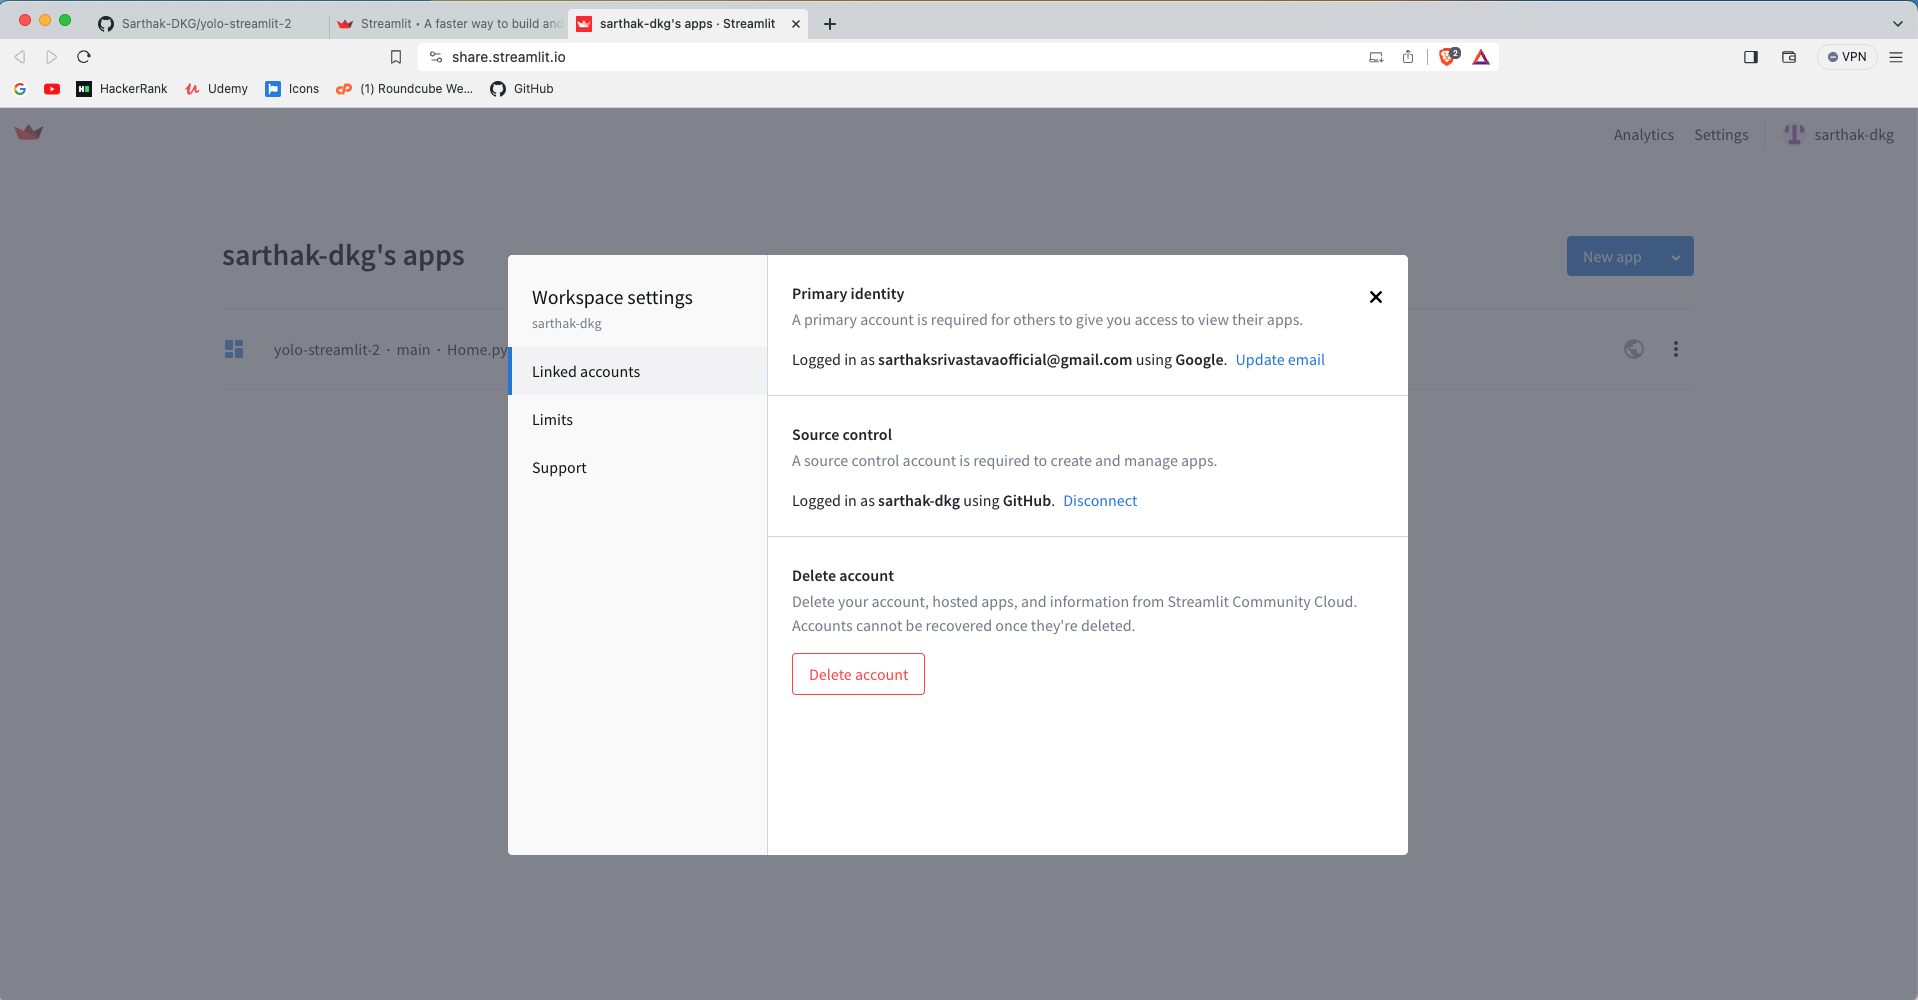 Sarthak-DKG/yolo-streamlit-2
Streamlit • A faster way to build and
sarthak-dkg's apps · Streamlit
share.streamlit.io
2
VPN
HackerRank
Udemy
Icons
(1) Roundcube We...
GitHub
Analytics
Settings
sarthak-dkg
sarthak-dkg's apps
New app
yolo-streamlit-2 · main · Home.py
Workspace settings
sarthak-dkg
Linked accounts
Limits
Support
Primary identity
A primary account is required for others to give you access to view their apps.
Logged in as sarthaksrivastavaofficial@gmail.com using Google. Update email
Source control
A source control account is required to create and manage apps.
Logged in as sarthak-dkg using GitHub. Disconnect
Delete account
Delete your account, hosted apps, and information from Streamlit Community Cloud.
Accounts cannot be recovered once they're deleted.
Delete account